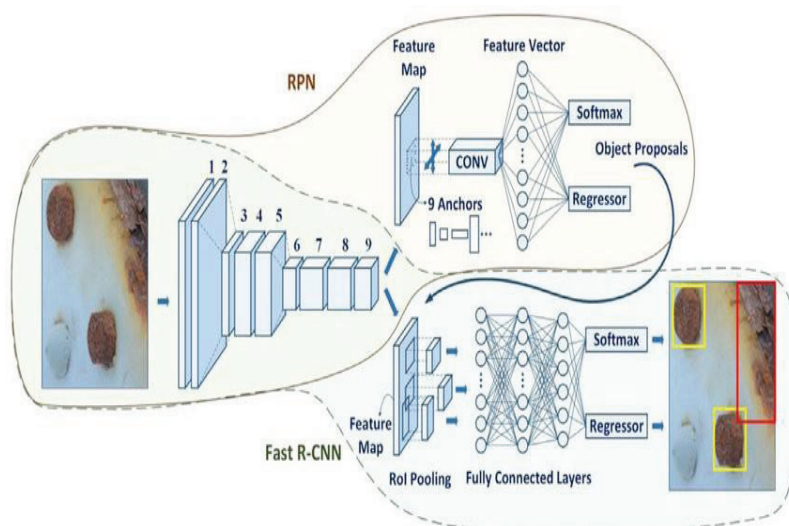 RPN
Feature
Map
Feature Vector
CONV
Softmax
Regressor
Object Proposals
9 Anchors
...
1 2
3 4 5
6 7 8 9
Fast R-CNN
Feature
Map
RoI Pooling
Fully Connected Layers
Softmax
Regressor